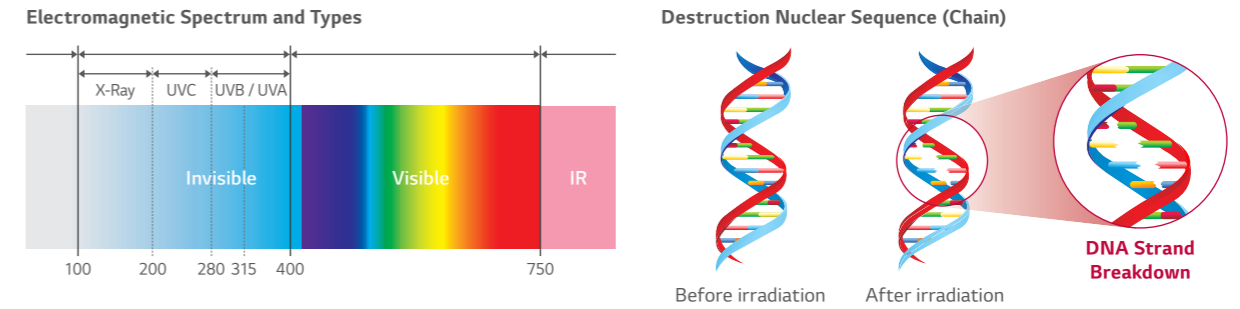 Electromagnetic Spectrum and Types
X-Ray
UVC
UVB / UVA
Invisible
Visible
IR
100
200
280
315
400
750
Destruction Nuclear Sequence (Chain)
Before irradiation
After irradiation
DNA Strand
Breakdown